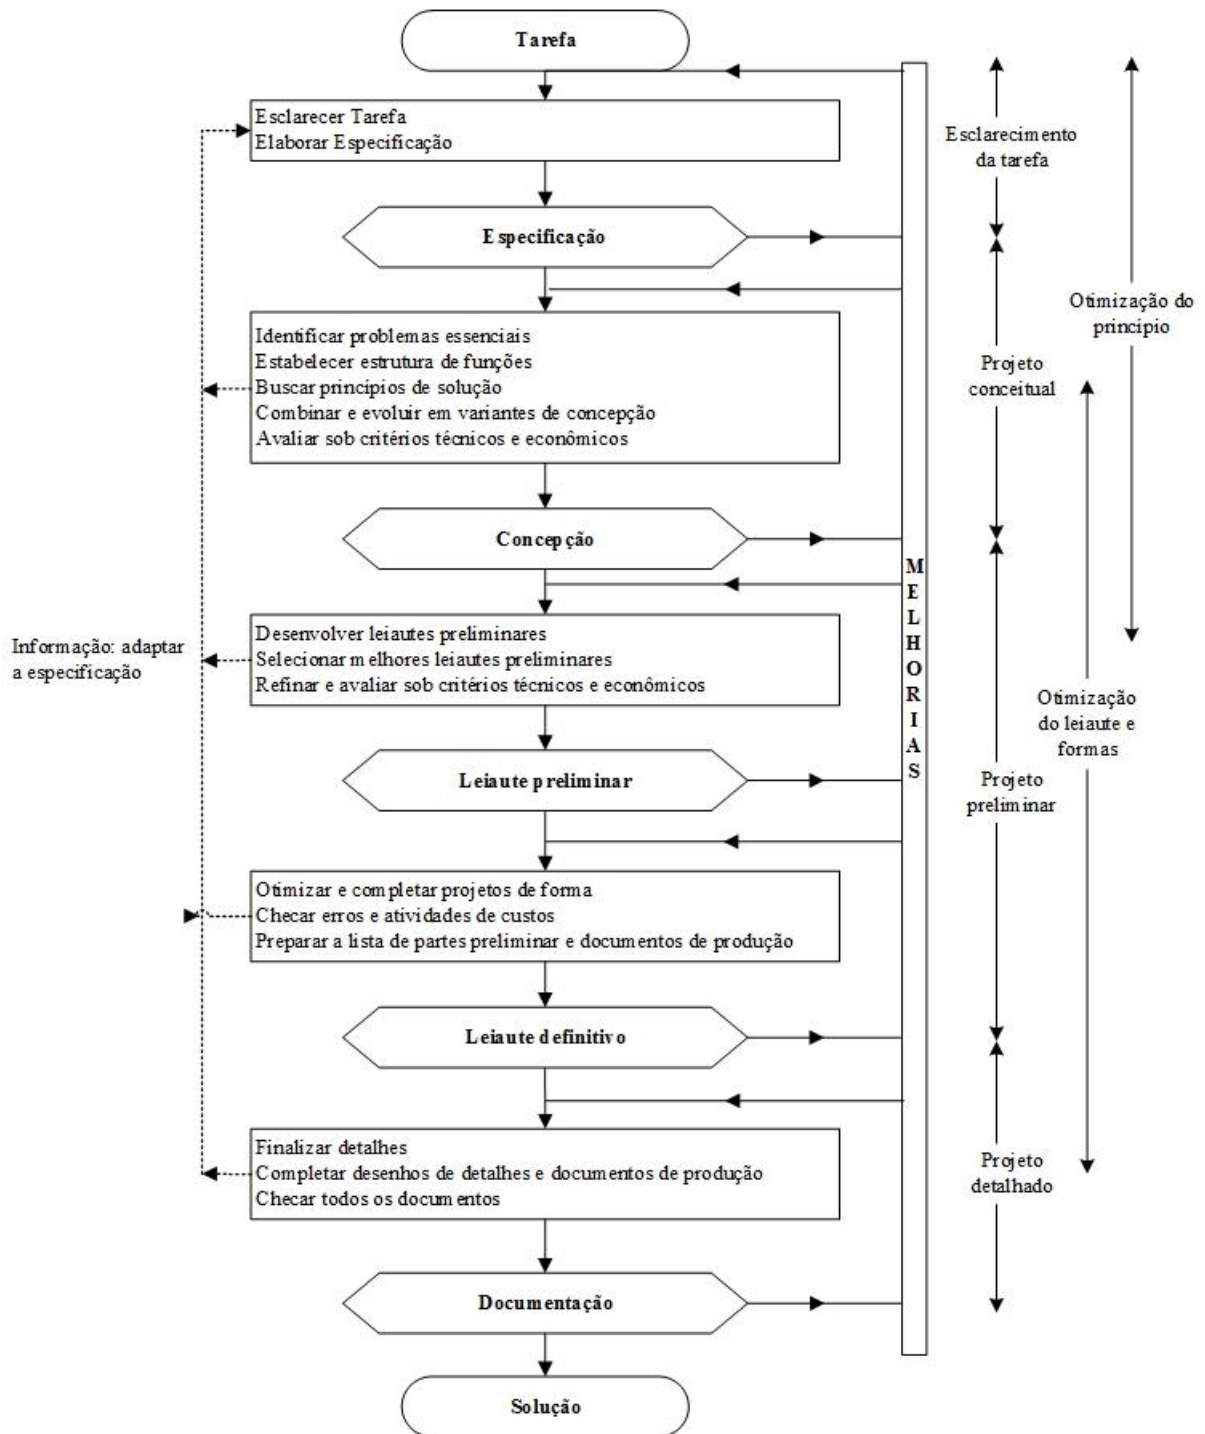 Tarefa
Esclarecer Tarefa
Elaborar Especificação
Esclarecimento
da tarefa
Especificação
Otimização do
princípio
Identificar problemas essenciais
Estabelecer estrutura de funções
Buscar princípios de solução
Combinar e evoluir em variantes de concepção
Avaliar sob critérios técnicos e econômicos
Projeto
conceitual
Concepção
MELHORIAS
Informação: adaptar
a especificação
Desenvolver leiautes preliminares
Selecionar melhores leiautes preliminares
Refinar e avaliar sob critérios técnicos e econômicos
Otimização
do leiaute e
formas
Leiaute preliminar
Projeto
preliminar
Otimizar e completar projetos de forma
Checar erros e atividades de custos
Preparar a lista de partes preliminar e documentos de produção
Leiaute definitivo
Finalizar detalhes
Completar desenhos de detalhes e documentos de produção
Checar todos os documentos
Projeto
detalhado
Documentação
Solução